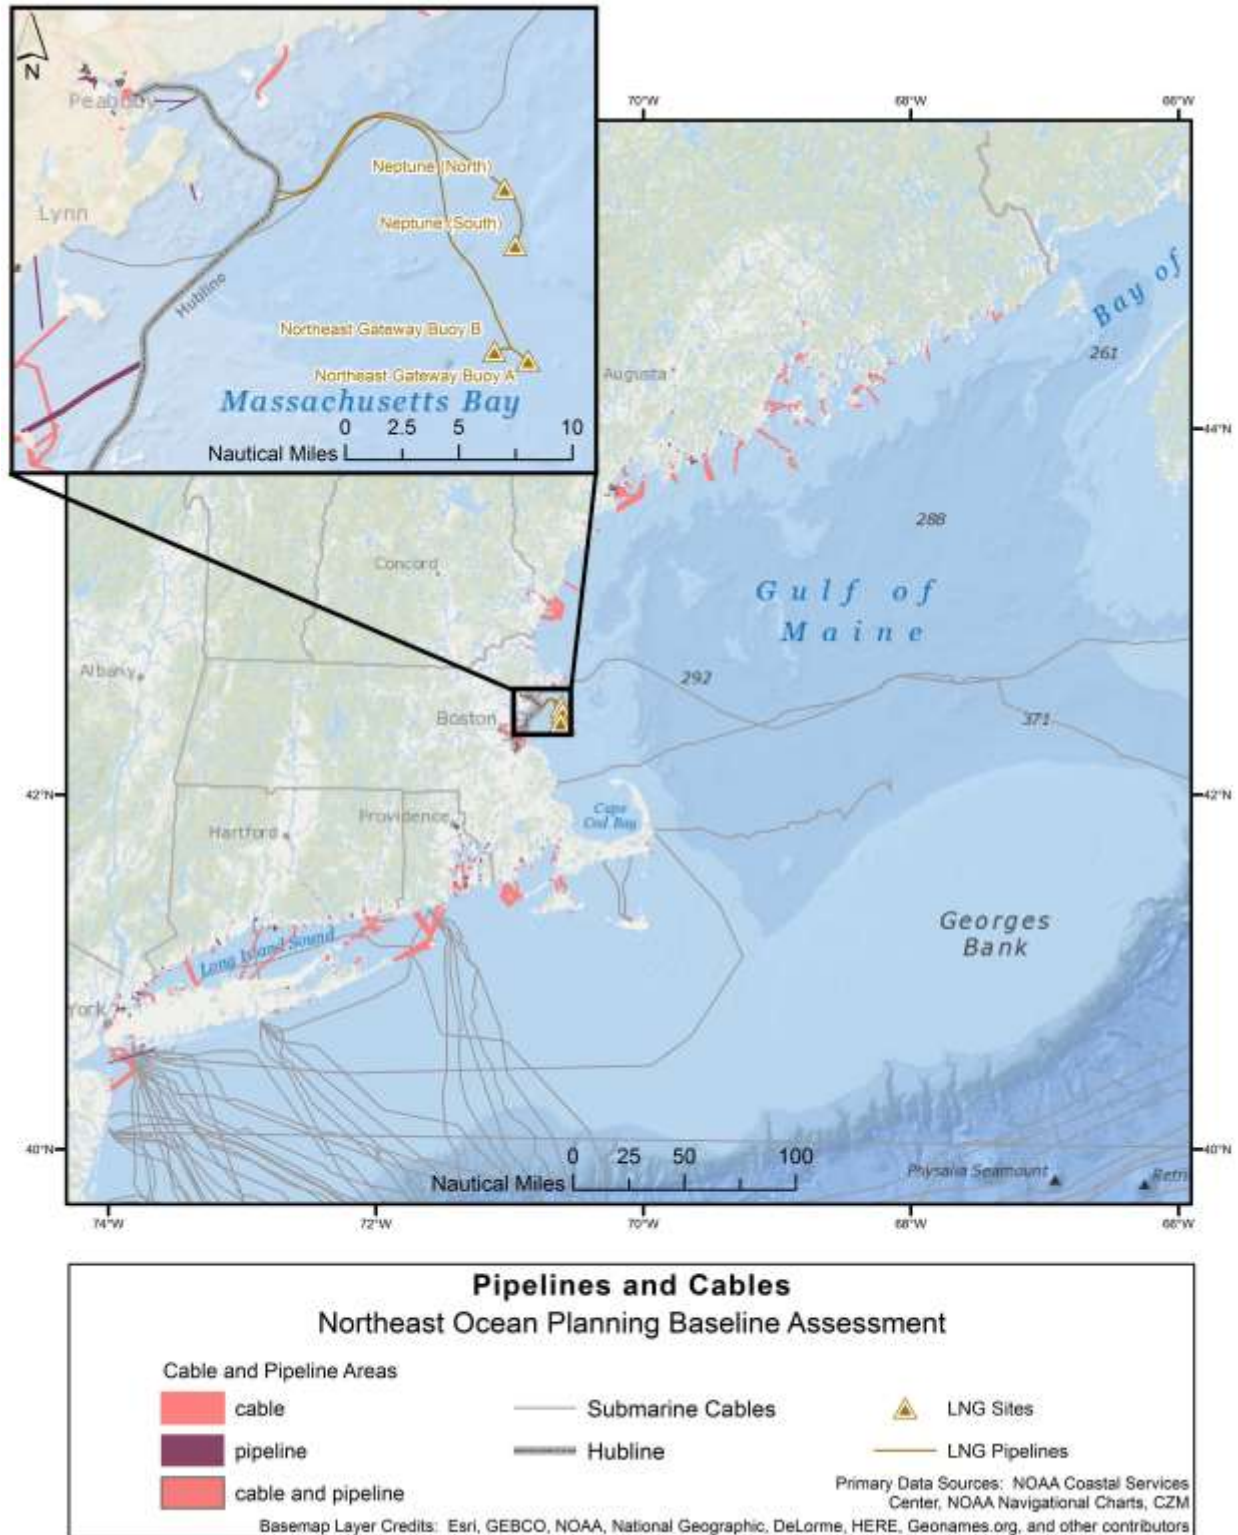 N
Peabody
Lynn
Neptune (North)
Neptune (South)
Hubline
Northeast Gateway Buoy B
Northeast Gateway Buoy A
Massachusetts Bay
0 2.5 5 10
Nautical Miles
70°W 68°W 66°W
Bay of
261
Augusta
44°N
288
Concord
Gulf of
Maine
Albany
292
Boston
371
42°N 42°N
Cape
Cod Bay
Providence
Hartford
Georges
Bank
Long Island Sound
York
40°N 40°N
0 25 50 100
Nautical Miles
Physalia Seamount
Retri
74°W 72°W 70°W 68°W 66°W
Pipelines and Cables
Northeast Ocean Planning Baseline Assessment
Cable and Pipeline Areas
cable
pipeline
cable and pipeline
Submarine Cables
Hubline
LNG Sites
LNG Pipelines
Primary Data Sources: NOAA Coastal Services
Center, NOAA Navigational Charts, CZM
Basemap Layer Credits: Esri, GEBCO, NOAA, National Geographic, DeLorme, HERE, Geonames.org, and other contributors